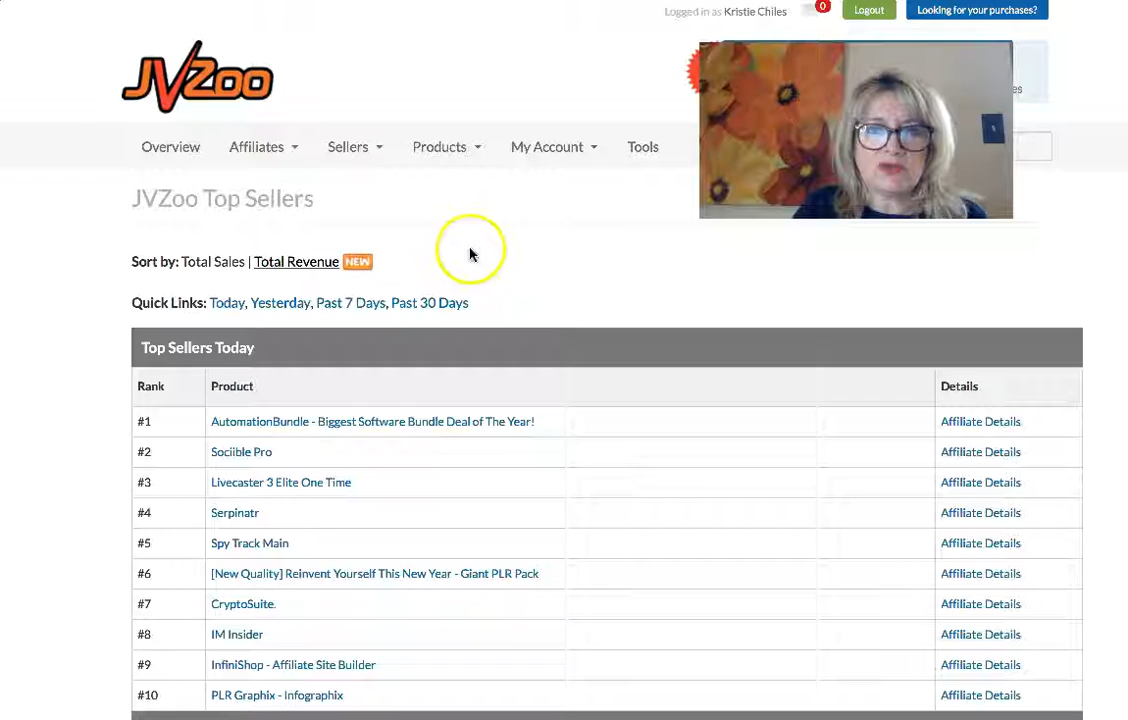 Logged in as Kristie Chiles 0 Logout Looking for your purchases?
JVZoo
es
Overview Affiliates Sellers Products My Account Tools
JVZoo Top Sellers
Sort by: Total Sales | Total Revenue NEW
Quick Links: Today, Yesterday, Past 7 Days, Past 30 Days
Top Sellers Today
Rank Product Details
#1 AutomationBundle - Biggest Software Bundle Deal of The Year! Affiliate Details
#2 Sociible Pro Affiliate Details
#3 Livecaster 3 Elite One Time Affiliate Details
#4 Serpinatr Affiliate Details
#5 Spy Track Main Affiliate Details
#6 [New Quality] Reinvent Yourself This New Year - Giant PLR Pack Affiliate Details
#7 CryptoSuite. Affiliate Details
#8 IM Insider Affiliate Details
#9 InfiniShop - Affiliate Site Builder Affiliate Details
#10 PLR Graphix - Infographix Affiliate Details